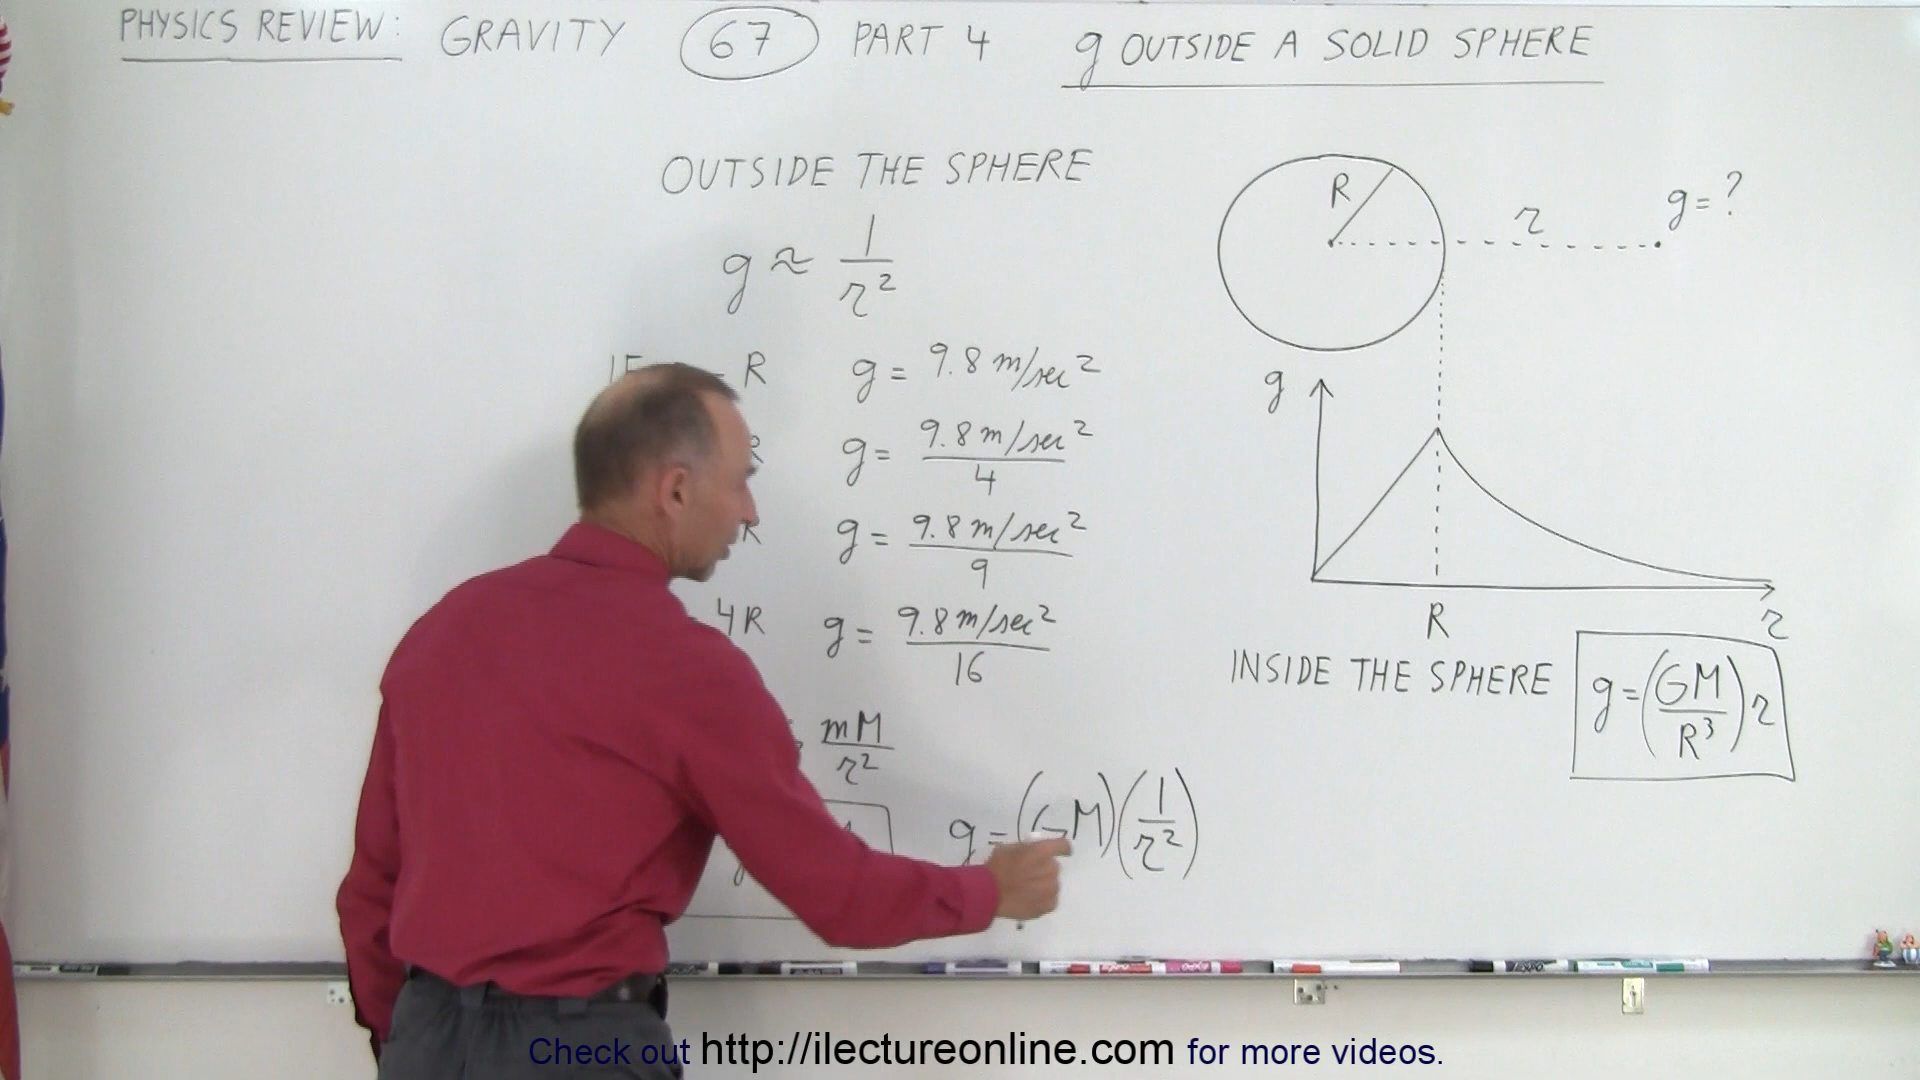 PHYSICS REVIEW: GRAVITY 67 PART 4 g OUTSIDE A SOLID SPHERE
OUTSIDE THE SPHERE
g ≈ 1/r²
R g = 9.8 m/sec²
R g = 9.8 m/sec² / 4
R g = 9.8 m/sec² / 9
4R g = 9.8 m/sec² / 16
mM / r²
g = (GM)(1/r²)
R
r
g = ?
g
R
r
INSIDE THE SPHERE g = (GM/R³) r
Check out http://ilectureonline.com for more videos.